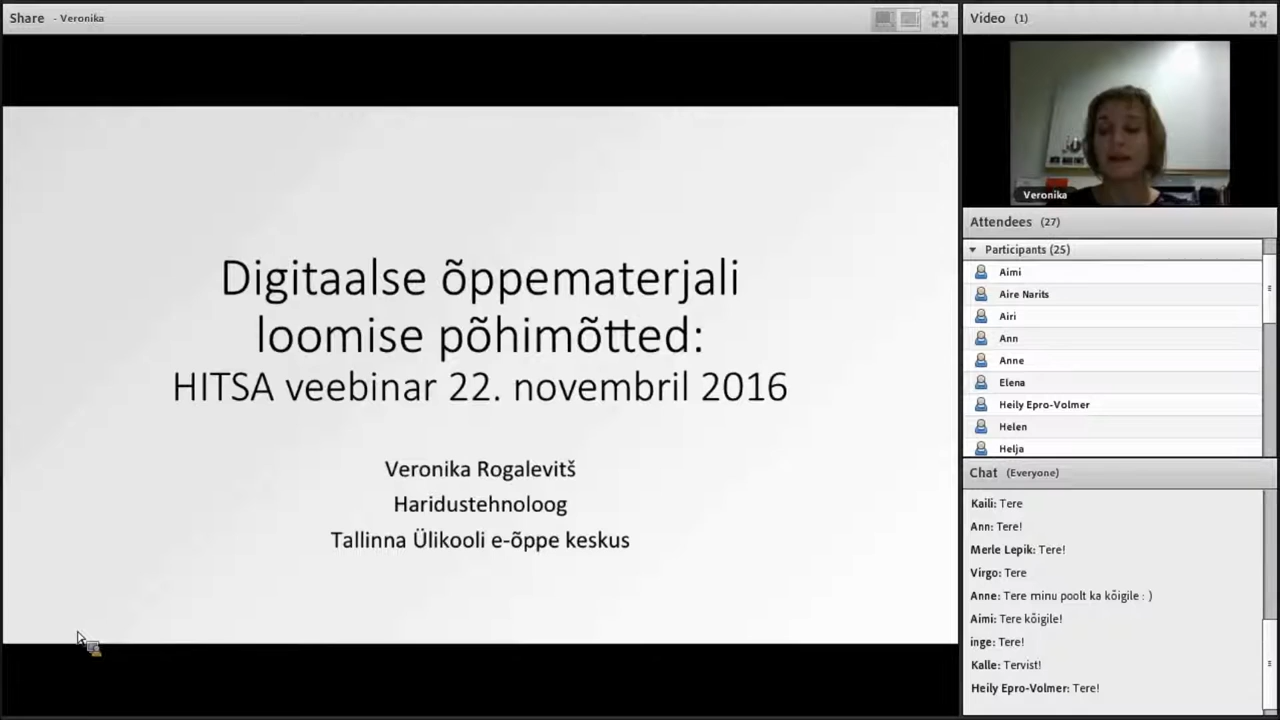 Share - Veronika
Digitaalse õppematerjali
loomise põhimõtted:
HITSA veebinar 22. novembril 2016
Veronika Rogalevitš
Haridustehnoloog
Tallinna Ülikooli e-õppe keskus
Video (1)
Veronika
Attendees (27)
Participants (25)
Aimi
Aire Narits
Airi
Ann
Anne
Elena
Heily Epro-Volmer
Helen
Helja
Chat (Everyone)
Kaili: Tere
Ann: Tere!
Merle Lepik: Tere!
Virgo: Tere
Anne: Tere minu poolt ka kõigile : )
Aimi: Tere kõigile!
inge: Tere!
Kalle: Tervist!
Heily Epro-Volmer: Tere!